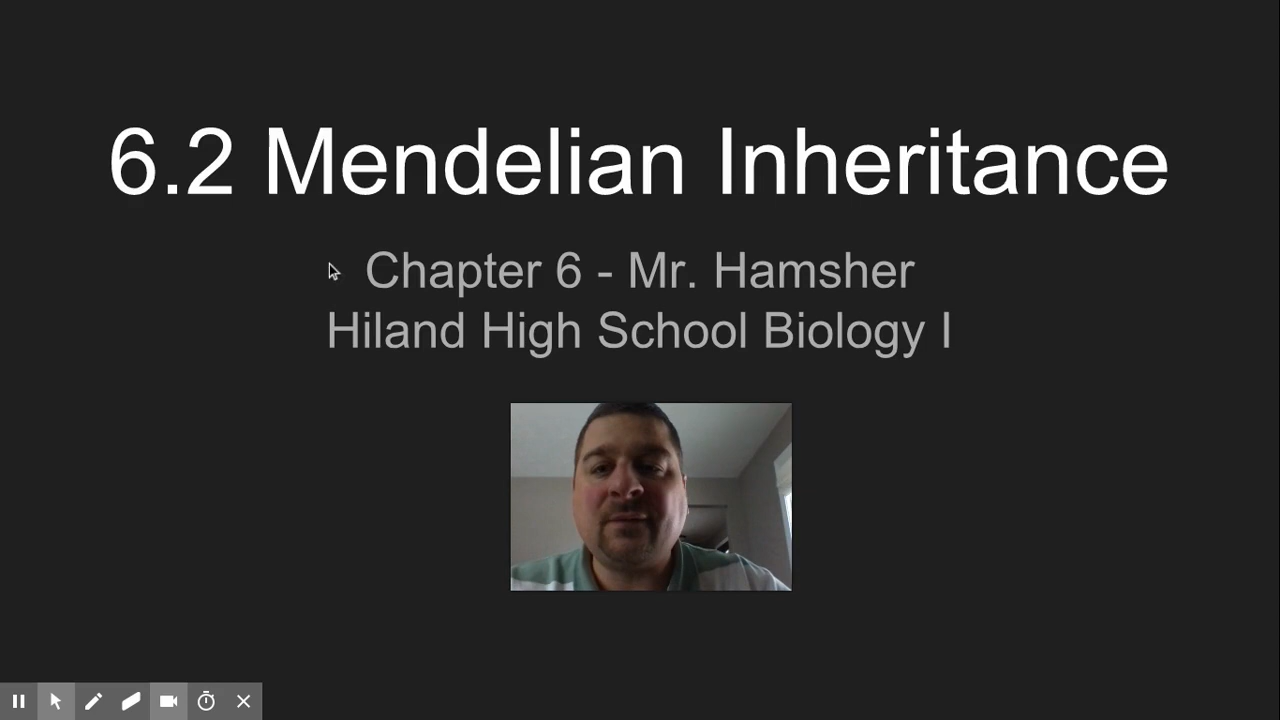 6.2 Mendelian Inheritance
Chapter 6 - Mr. Hamsher
Hiland High School Biology I